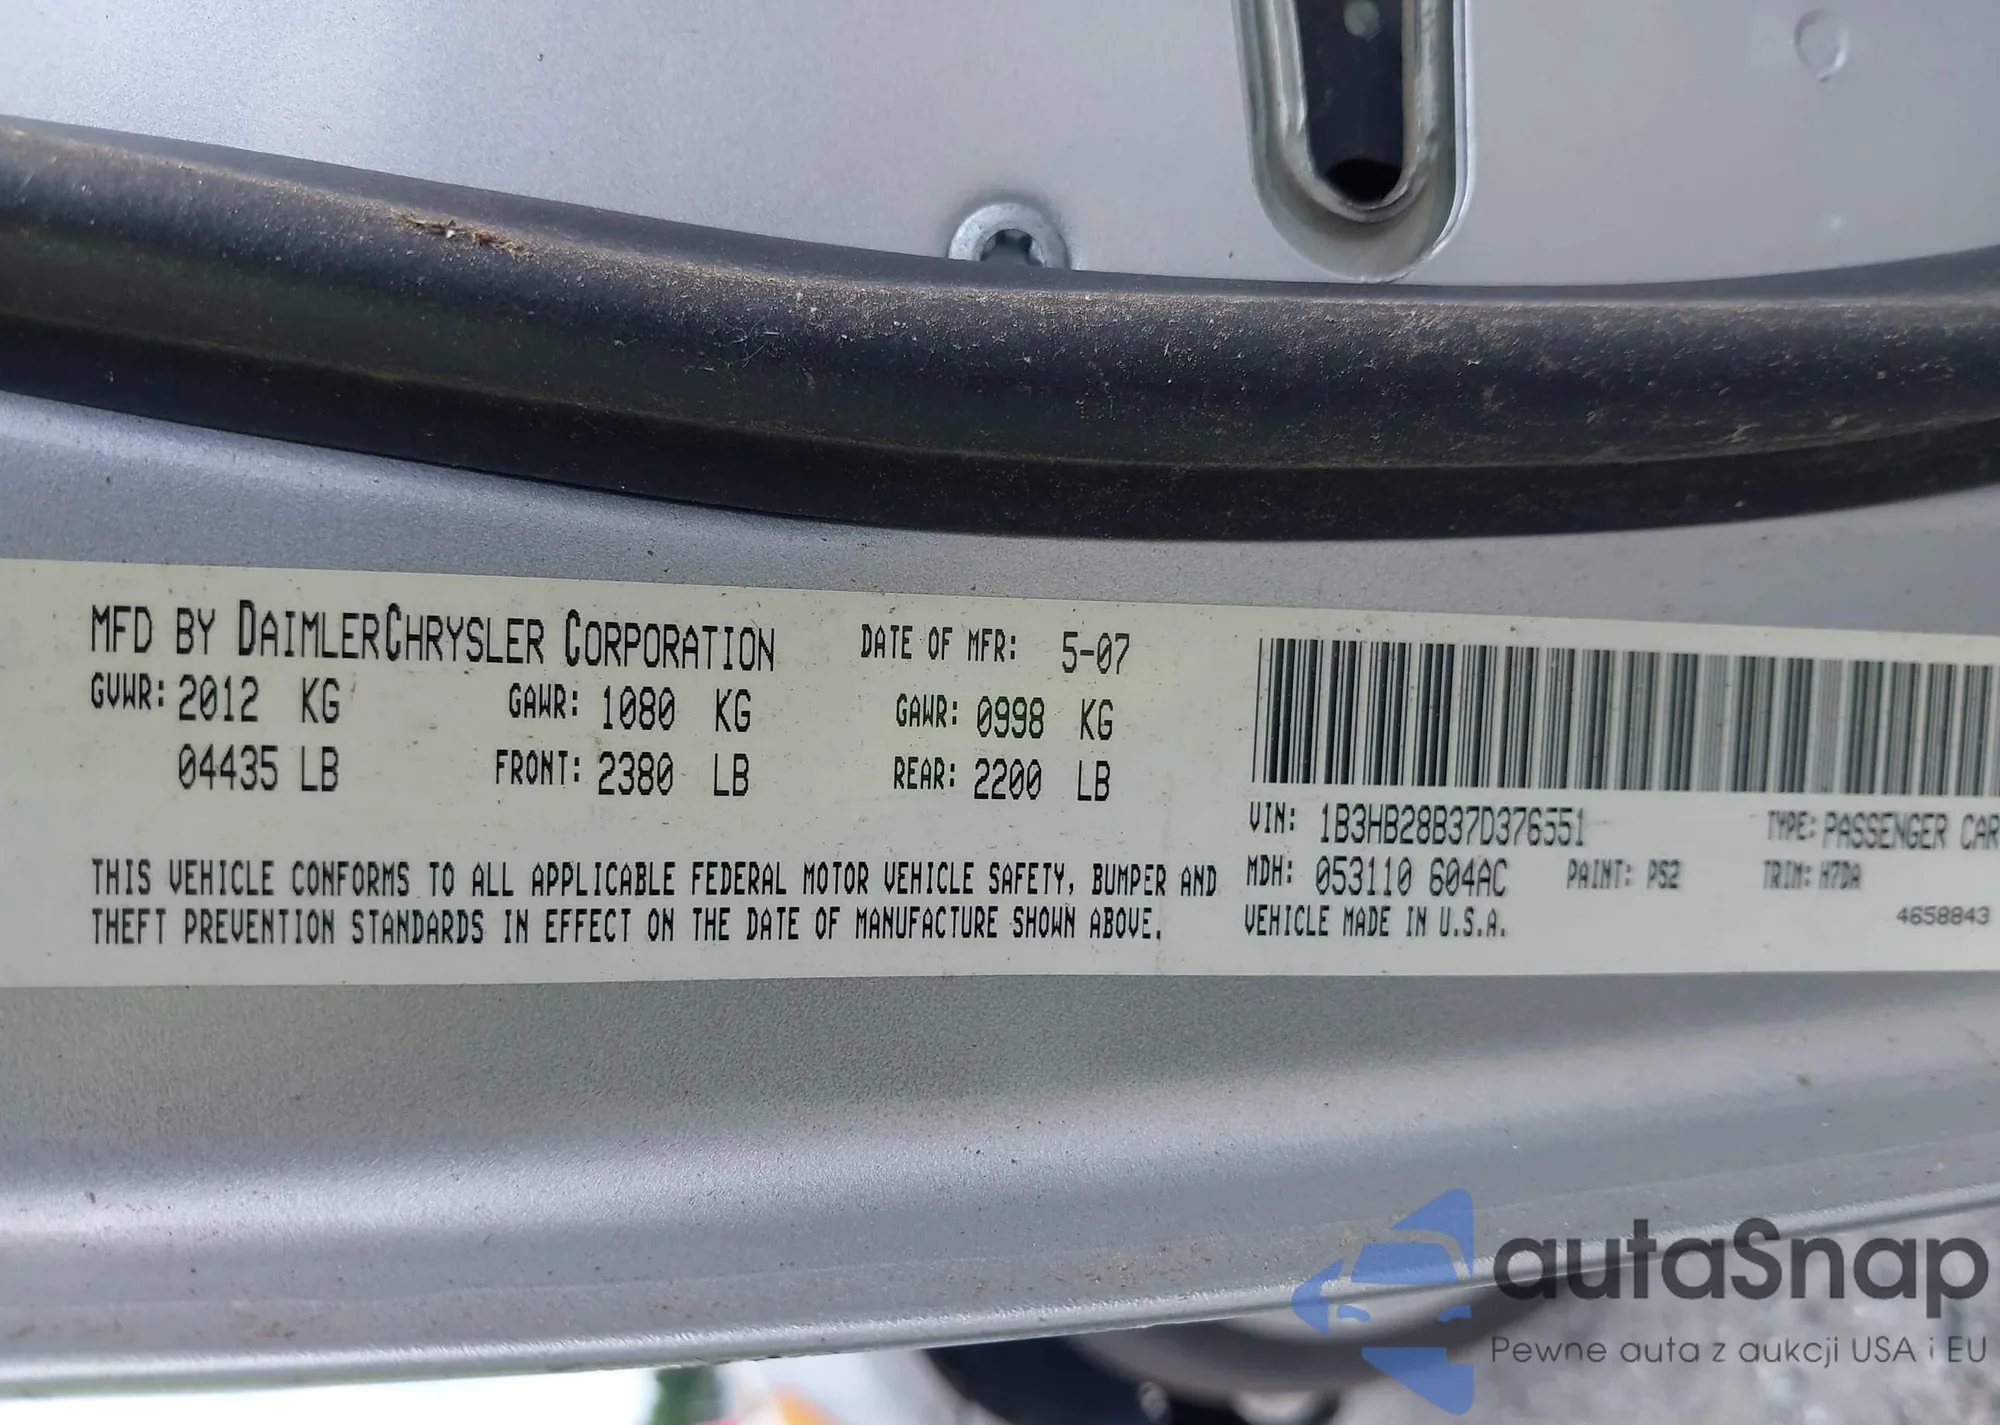 MFD BY DAIMLERCHRYSLER CORPORATION DATE OF MFR: 5-07
GVWR: 2012 KG GAWR: 1080 KG GAWR: 0998 KG
04435 LB FRONT: 2380 LB REAR: 2200 LB
THIS VEHICLE CONFORMS TO ALL APPLICABLE FEDERAL MOTOR VEHICLE SAFETY, BUMPER AND
THEFT PREVENTION STANDARDS IN EFFECT ON THE DATE OF MANUFACTURE SHOWN ABOVE.
VIN: 1B3HB28B37D376551 TYPE: PASSENGER CAR
MDH: 053110 604AC PAINT: PS2 TRIM: H7DA
VEHICLE MADE IN U.S.A.
4658843
autaSnap
Pewne auta z aukcji USA i EU